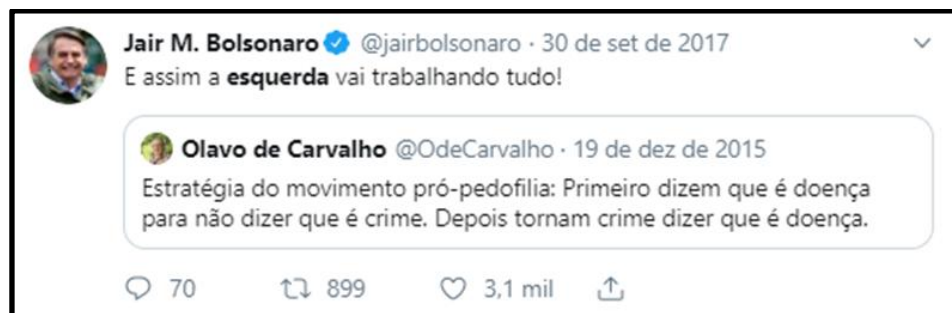 Jair M. Bolsonaro @jairbolsonaro · 30 de set de 2017
E assim a esquerda vai trabalhando tudo!
Olavo de Carvalho @OdeCarvalho · 19 de dez de 2015
Estratégia do movimento pró-pedofilia: Primeiro dizem que é doença
para não dizer que é crime. Depois tornam crime dizer que é doença.
70 899 3,1 mil